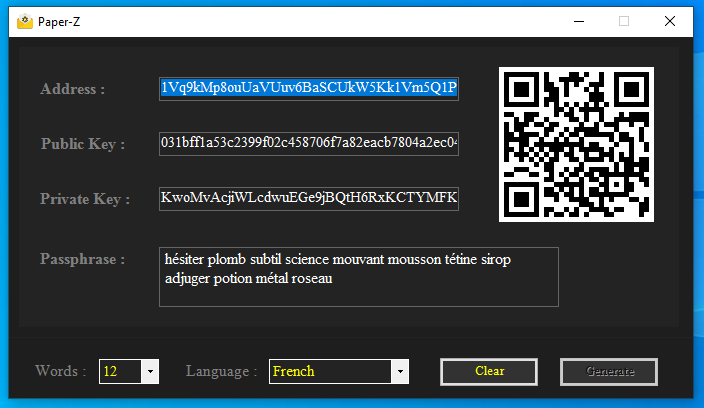 Paper-Z
Address :
1Vq9kMp8ouUaVUuv6BaSCUkW5Kk1Vm5Q1P
Public Key :
031bff1a53c2399f02c458706f7a82eacb7804a2ec04
Private Key :
KwoMvAcjiWLcdwuEGe9jBQtH6RxKCTYMFK
Passphrase :
hésiter plomb subtil science mouvant mousson tétine sirop
adjuger potion métal roseau
Words :
12
Language :
French
Clear
Generate